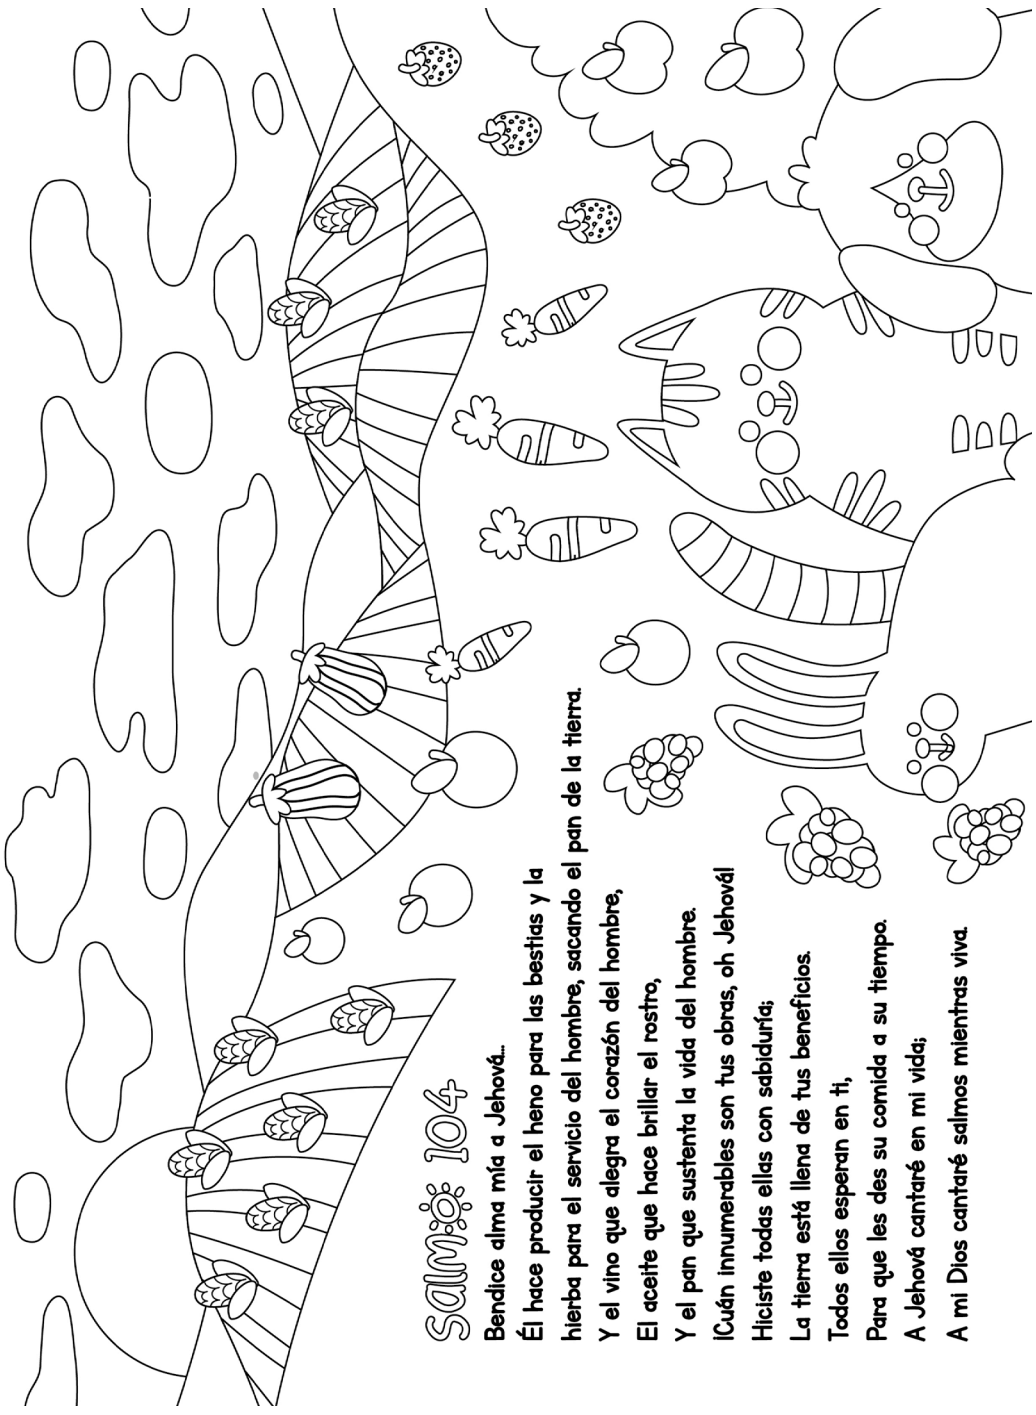 Salmo 104
Bendice alma mía a Jehová...
Él hace producir el heno para las bestias y la
hierba para el servicio del hombre, sacando el pan de la tierra.
Y el vino que alegra el corazón del hombre,
El aceite que hace brillar el rostro,
Y el pan que sustenta la vida del hombre.
¡Cuán innumerables son tus obras, oh Jehová!
Hiciste todas ellas con sabiduría;
La tierra está llena de tus beneficios.
Todos ellos esperan en ti,
Para que les des su comida a su tiempo.
A Jehová cantaré en mi vida;
A mi Dios cantaré salmos mientras viva.